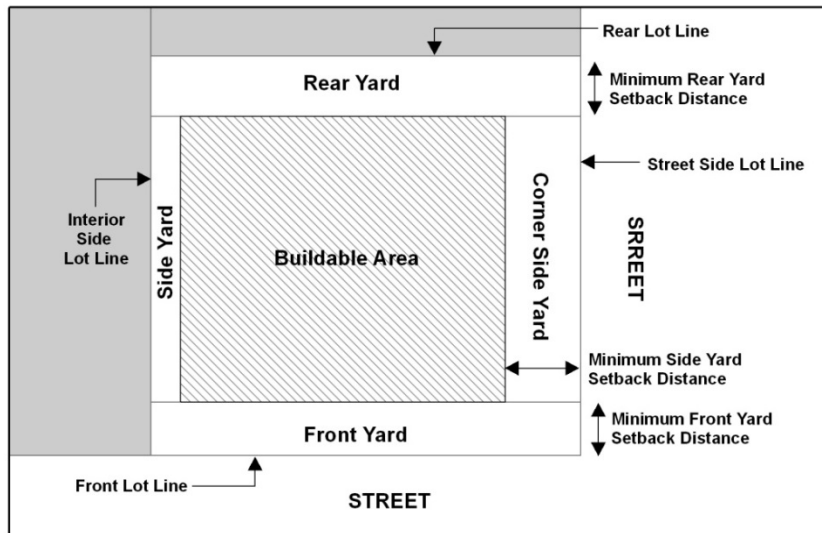 Rear Lot Line
Rear Yard
Minimum Rear Yard
Setback Distance
Street Side Lot Line
Interior
Side
Lot Line
Side Yard
Buildable Area
Corner Side Yard
SRREET
Minimum Side Yard
Setback Distance
Front Yard
Minimum Front Yard
Setback Distance
Front Lot Line
STREET